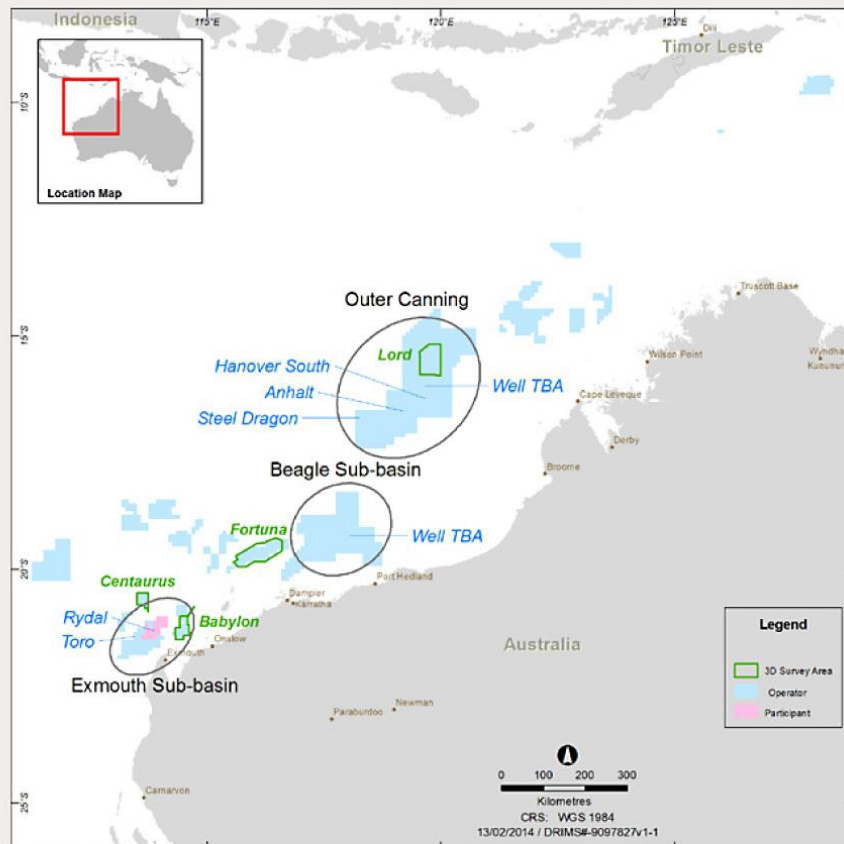 Indonesia
115°E
120°E
125°E
Dili
Timor Leste
10°S
Location Map
Truscott Base
Outer Canning
15°S
Lord
Wilson Point
Wyndha
Kununur
Hanover South
Well TBA
Anhalt
Cape Leveque
Steel Dragon
Derby
Beagle Sub-basin
Broome
Fortuna
Well TBA
20°S
Centaurus
Port Hedland
Dampier
Karratha
Rydal
Babylon
Toro
Onslow
Exmouth
Australia
Exmouth Sub-basin
Newman
Paraburdoo
Legend
3D Survey Area
Operator
Participant
Carnarvon
25°S
0 100 200 300
Kilometres
CRS: WGS 1984
13/02/2014 / DRIMS#-9097827v1-1